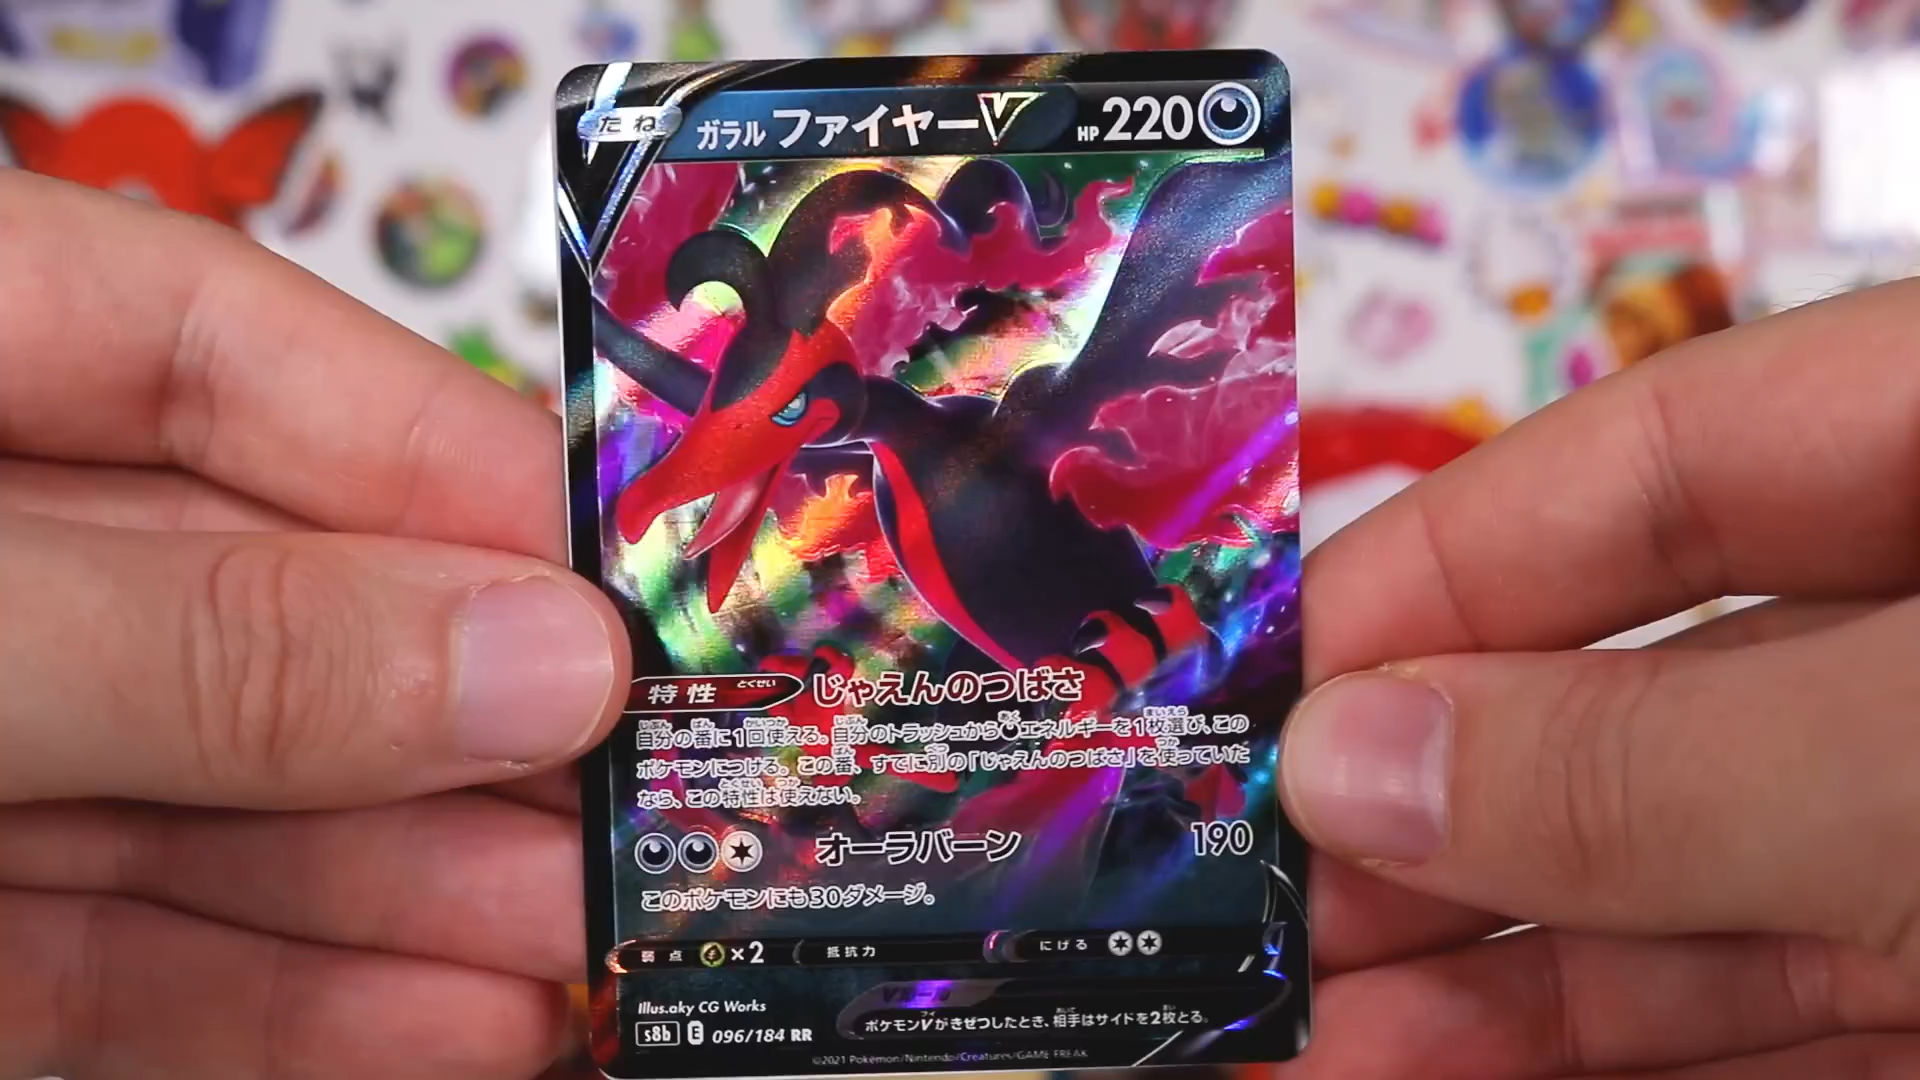 たね ガラル ファイヤーV HP 220
特性 とくせい じゃえんのつばさ
自分の番に1回使える。自分のトラッシュからエネルギーを1枚選び、この
ポケモンにつける。この番、すでに別の「じゃえんのつばさ」を使っていた
なら、この特性は使えない。
オーラバーン 190
このポケモンにも30ダメージ。
弱点 ×2 抵抗力 にげる
Vルール
ポケモンVがきぜつしたとき、相手はサイドを2枚とる。
Illus.aky CG Works
s8b E 096/184 RR
©2021 Pokémon/Nintendo/Creatures/GAME FREAK